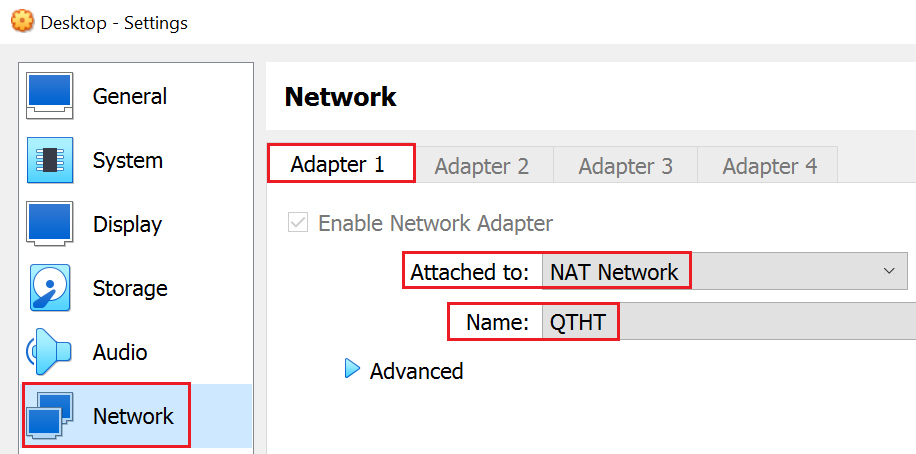 Desktop - Settings
General
System
Display
Storage
Audio
Network
Network
Adapter 1 Adapter 2 Adapter 3 Adapter 4
Enable Network Adapter
Attached to: NAT Network
Name: QTHT
Advanced